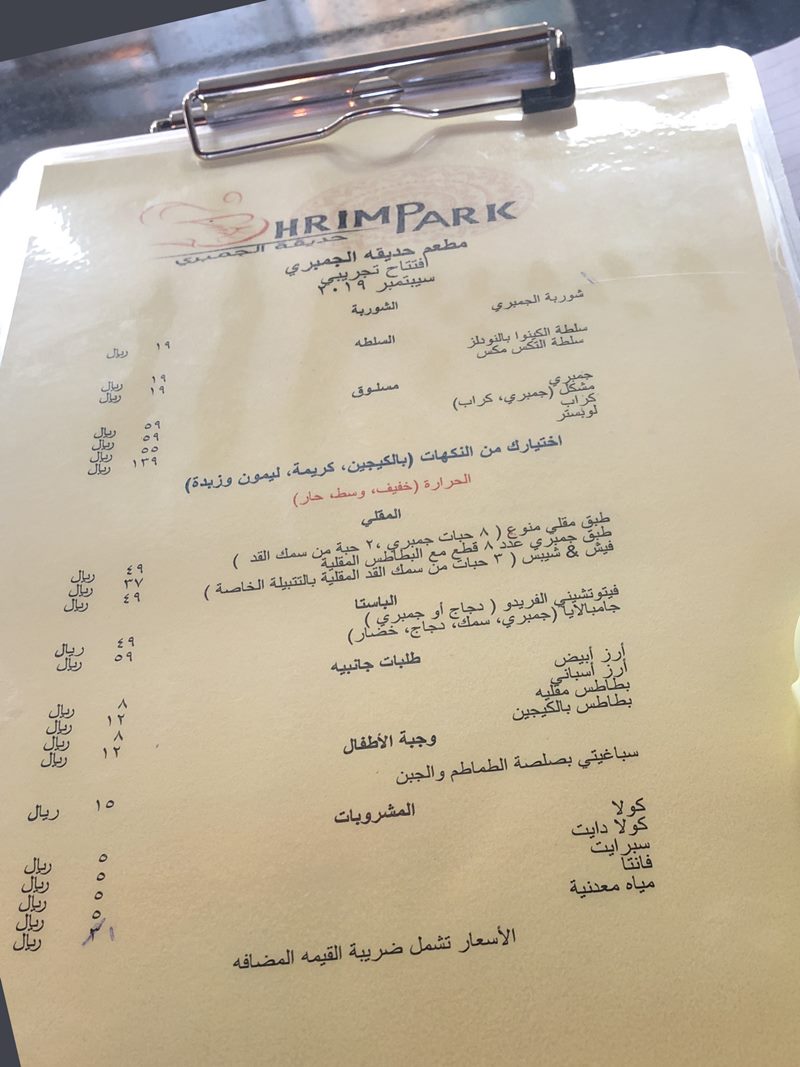 SHRIMPARK
حديقة الجمبري
مطعم حديقه الجمبري
افتتاح تجريبي
سيبتمبر ٢٠١٩
الشوربة
شوربة الجمبري ١٩ ريال
السلطه
سلطة الكينوا بالنودلز ١٩ ريال
سلطة التكس مكس ١٩ ريال
مسلوق
جمبري ٥٩ ريال
مشكل (جمبري، كراب) ٥٩ ريال
كراب ٥٥ ريال
لوبستر ١٣٩ ريال
اختيارك من النكهات (بالكيجين، كريمة، ليمون وزبدة)
الحرارة (خفيف، وسط، حار)
المقلي
طبق مقلي منوع ( ٨ حبات جمبري ،٢ حبة من سمك القد ) ٤٩ ريال
طبق جمبري عدد ٨ قطع مع البطاطس المقلية ٣٧ ريال
فيش & شيبس ( ٣ حبات من سمك القد المقلية بالتتبيلة الخاصة ) ٤٩ ريال
الباستا
فيتوتشيني الفريدو ( دجاج أو جمبري ) ٤٩ ريال
جامبالايا (جمبري، سمك، دجاج، خضار) ٥٩ ريال
طلبات جانبيه
أرز أبيض ٨ ريال
أرز أسباني ١٢ ريال
بطاطس مقليه ٨ ريال
بطاطس بالكيجين ١٢ ريال
وجبة الأطفال
سباغيتي بصلصة الطماطم والجبن ١٥ ريال
المشروبات
كولا ٥ ريال
كولا دايت ٥ ريال
سبرايت ٥ ريال
فانتا ٥ ريال
مياه معدنية ٣ ١ ريال
الأسعار تشمل ضريبة القيمه المضافه